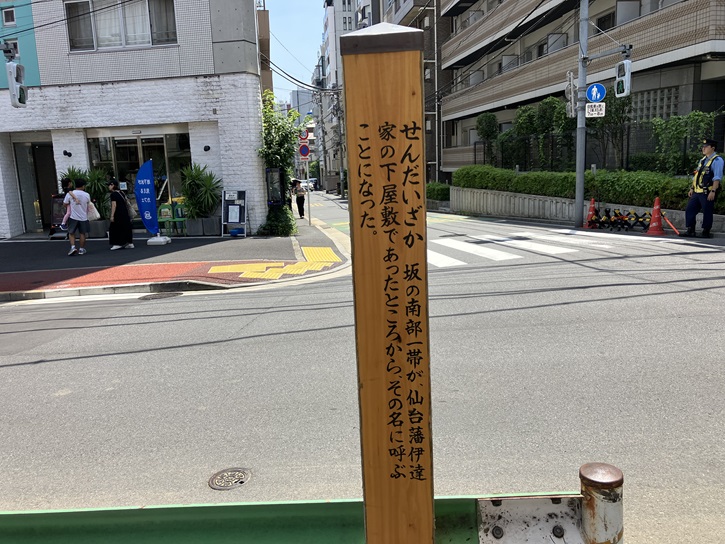 せんだいざか 坂の南部一帯が、仙台藩伊達
家の下屋敷であったところから、その名に呼ぶ
ことになった。